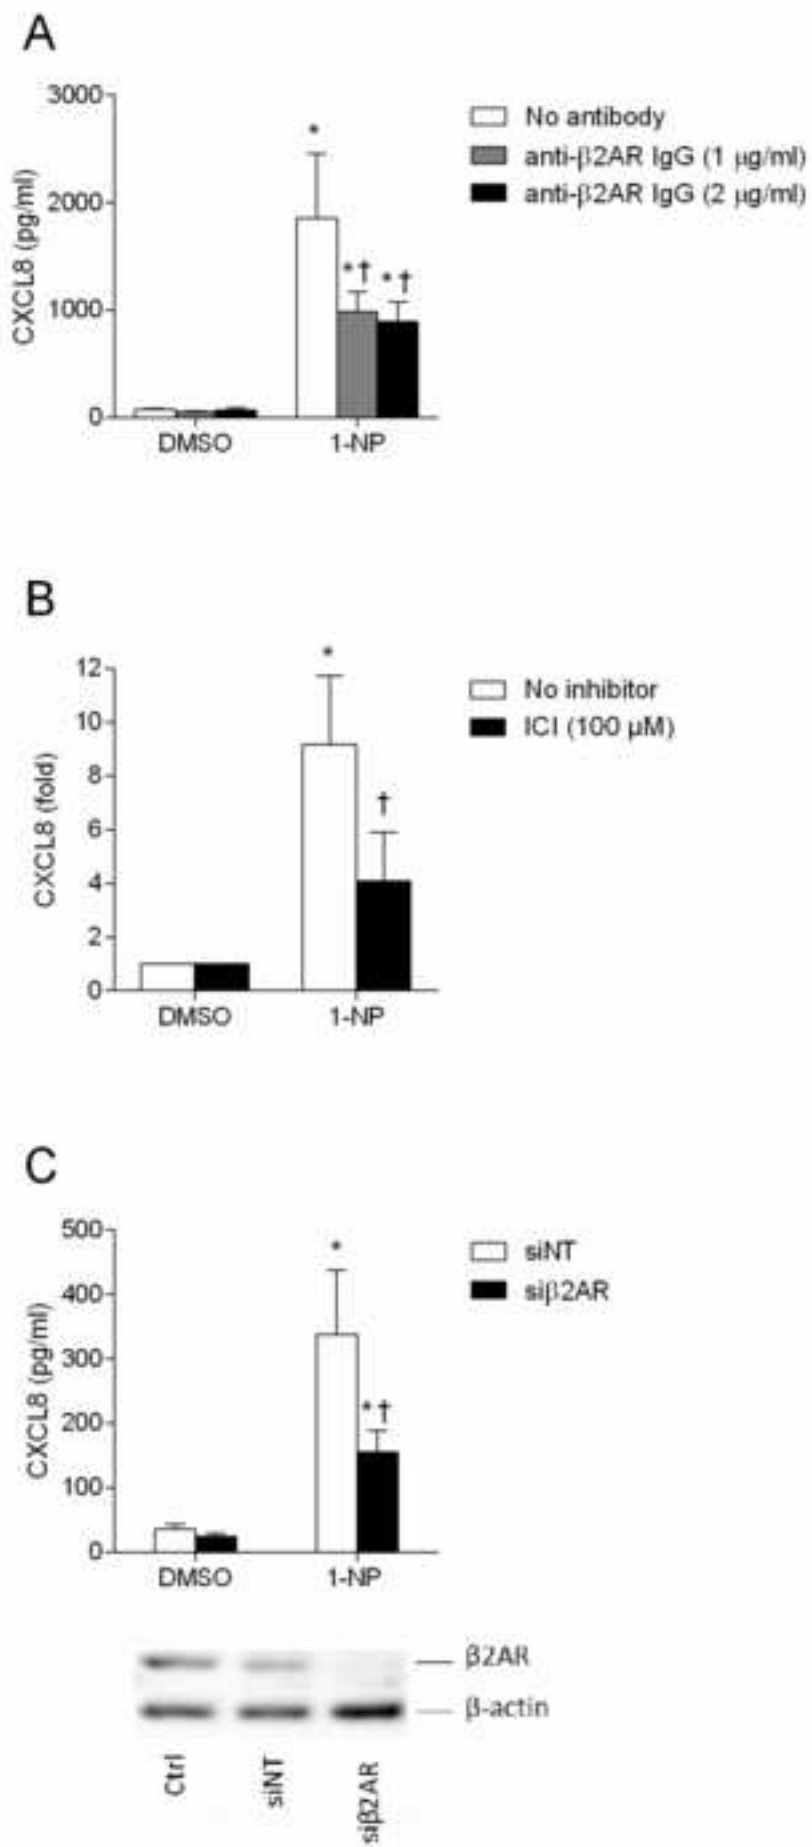 A
3000
2000
1000
0
CXCL8 (pg/ml)
*
*†
*†
DMSO
1-NP
No antibody
anti-β2AR IgG (1 μg/ml)
anti-β2AR IgG (2 μg/ml)
B
12
10
8
6
4
2
0
CXCL8 (fold)
*
†
DMSO
1-NP
No inhibitor
ICI (100 μM)
C
500
400
300
200
100
0
CXCL8 (pg/ml)
*
*†
DMSO
1-NP
siNT
siβ2AR
β2AR
β-actin
Ctrl
siNT
siβ2AR